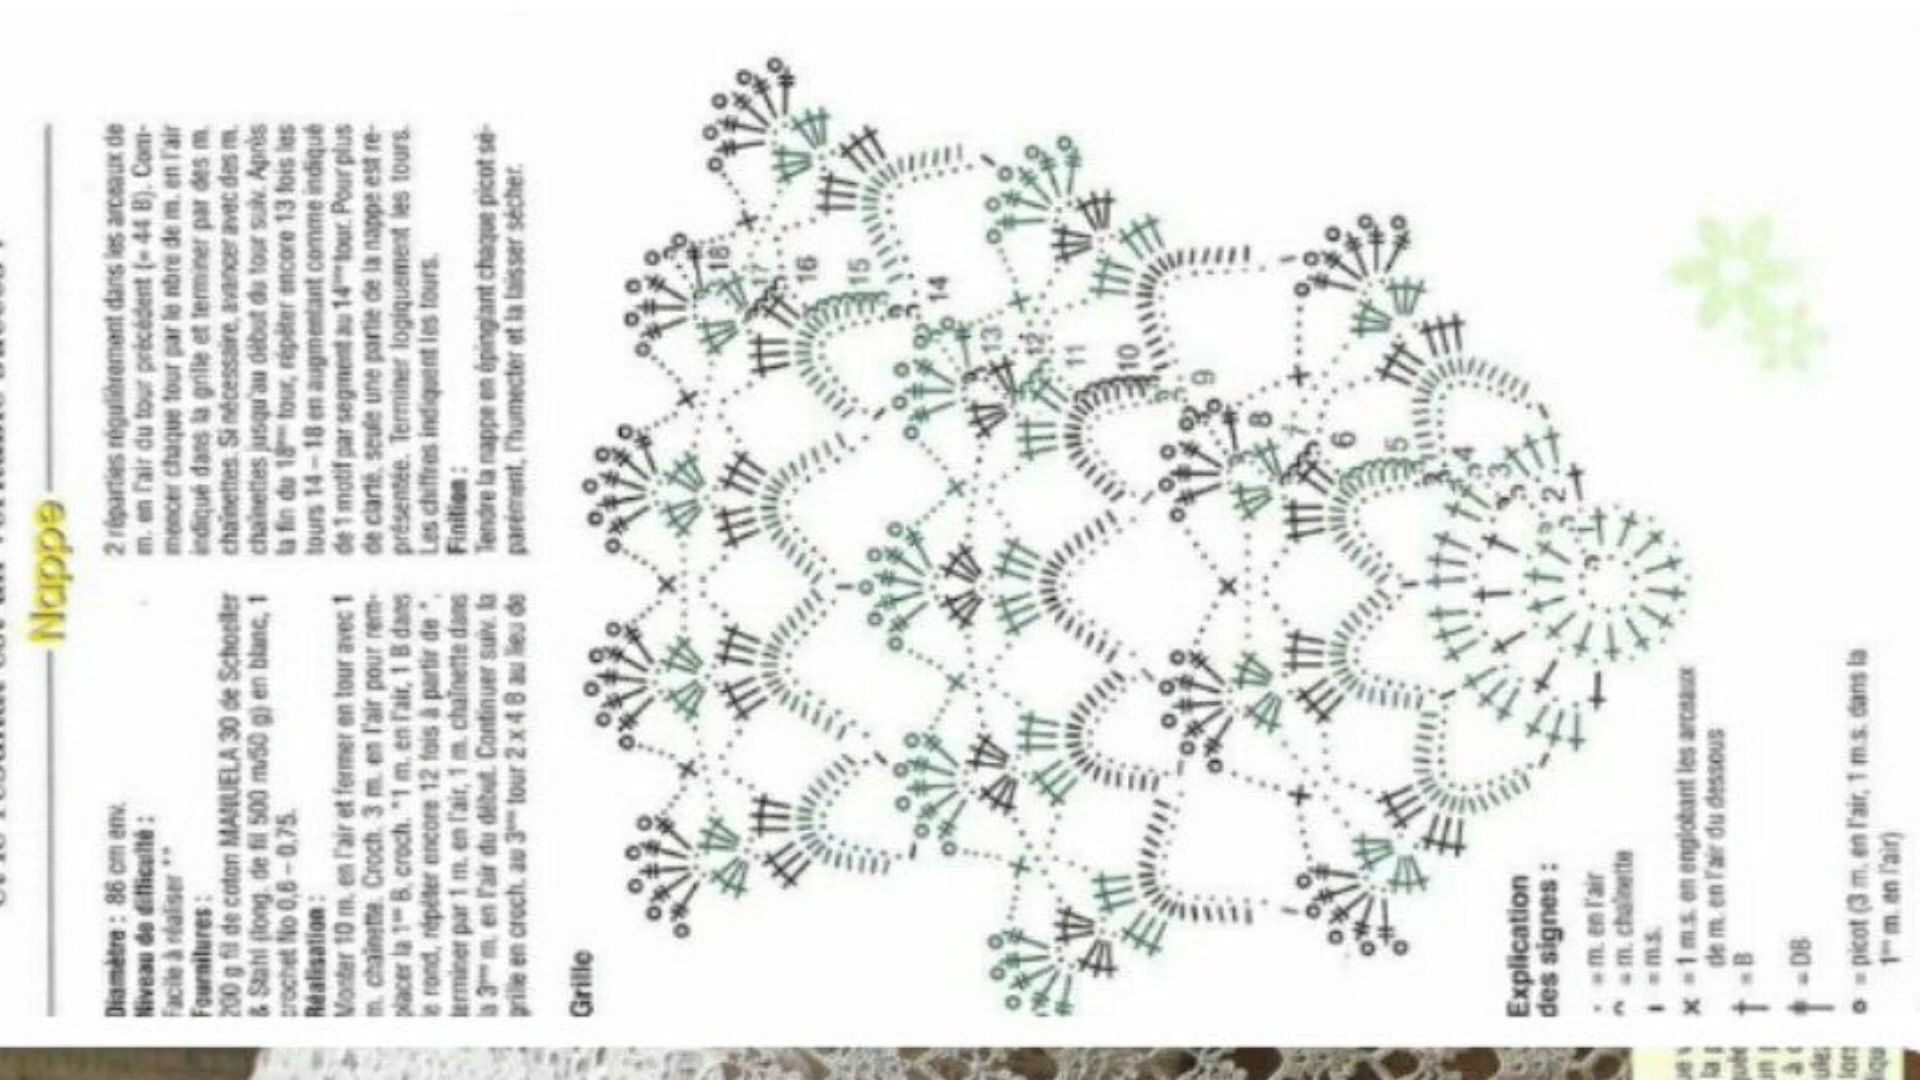 Nappe
Diamètre : 86 cm env.
Niveau de difficulté :
Facile à réaliser **
Fournitures :
200 g fil de coton MANUELA 30 de Schoeller
& Stahl (long. de fil 500 m/50 g) en blanc, 1
crochet No 0,6 – 0,75.
Réalisation :
Monter 10 m. en l'air et fermer en tour avec 1
m. chaînette. Croch. 3 m. en l'air pour rem-
placer la 1re B, croch. *1 m. en l'air, 1 B dans
le rond, répéter encore 12 fois à partir de *,
terminer par 1 m. en l'air, 1 m. chaînette dans
la 3me m. en l'air du début. Continuer suiv. la
grille en croch. au 3me tour 2 x 4 B au lieu de
2 réparties régulièrement dans les arceaux de
m. en l'air du tour précédent (= 44 B). Com-
mencer chaque tour par le nbre de m. en l'air
indiqué dans la grille et terminer par des m.
chaînettes. Si nécessaire, avancer avec des m.
chaînettes jusqu'au début du tour suiv. Après
la fin du 18me tour, répéter encore 13 fois les
tours 14 – 18 en augmentant comme indiqué
de 1 motif par segment au 14me tour. Pour plus
de clarté, seule une partie de la nappe est re-
présentée. Terminer logiquement les tours.
Les chiffres indiquent les tours.
Finition :
Tendre la nappe en épinglant chaque picot sé-
parément, l'humecter et la laisser sécher.
Grille
18
17
16
15
14
13
12
11
10
9
8
7
6
5
4
3
2
Explication
des signes :
· = m. en l'air
= m. chaînette
= m.s.
x = 1 m.s. en englobant les arceaux
de m. en l'air du dessous
= B
= DB
o = picot (3 m. en l'air, 1 m.s. dans la
1re m. en l'air)